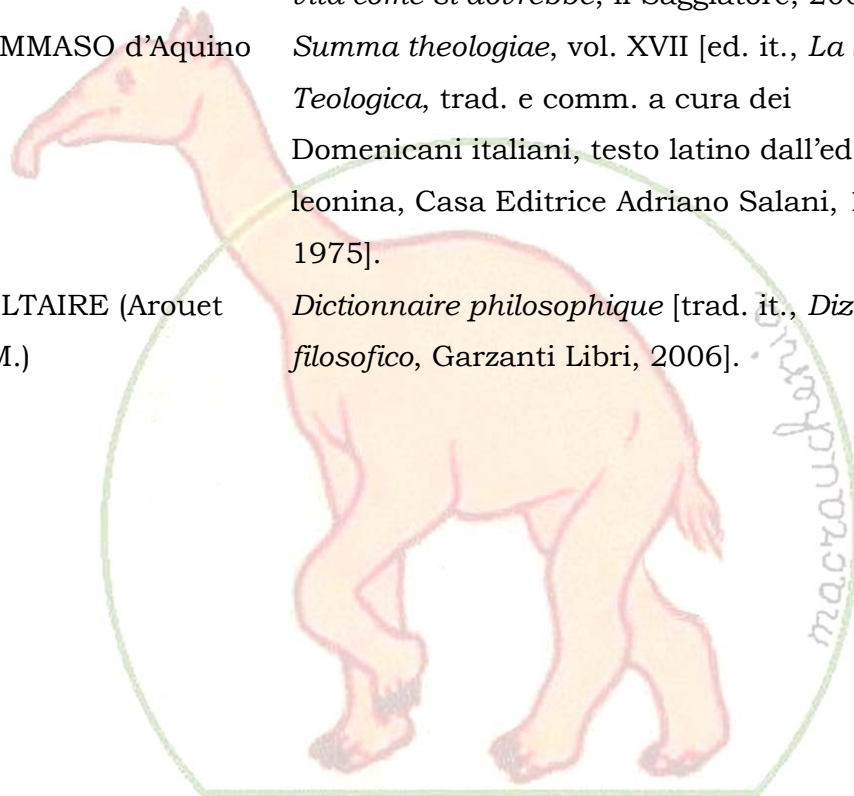 vita come si dovrebbe, Il Saggiatore, 200
MMASO d'Aquino Summa theologiae, vol. XVII [ed. it., La
Teologica, trad. e comm. a cura dei
Domenicani italiani, testo latino dall'ed
leonina, Casa Editrice Adriano Salani, 1
1975].
LTAIRE (Arouet Dictionnaire philosophique [trad. it., Diz
M.) filosofico, Garzanti Libri, 2006].
macrauchenia